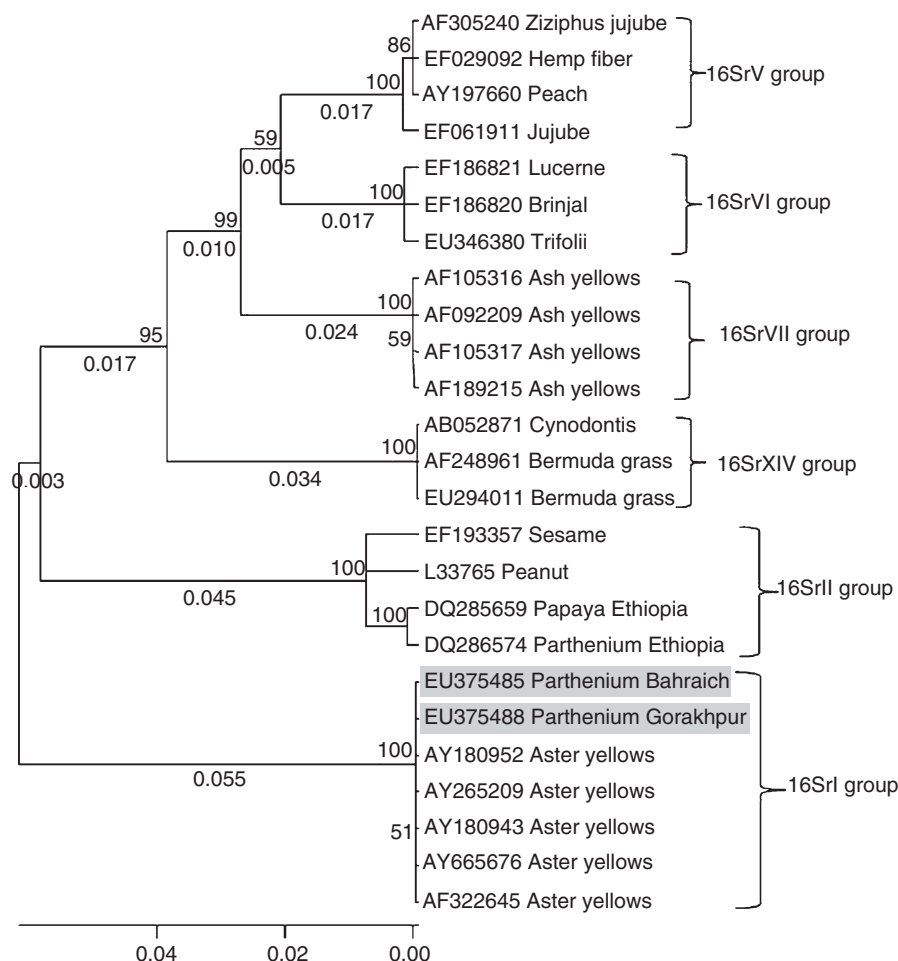 AF305240 Ziziphus jujube
86
EF029092 Hemp fiber
16SrV group
100
AY197660 Peach
0.017
EF061911 Jujube
59
0.005
EF186821 Lucerne
100
EF186820 Brinjal
16SrVI group
0.017
99
EU346380 Trifolii
0.010
AF105316 Ash yellows
100
AF092209 Ash yellows
0.024
59
16SrVII group
95
AF105317 Ash yellows
0.017
AF189215 Ash yellows
AB052871 Cynodontis
100
AF248961 Bermuda grass
16SrXIV group
0.034
0.003
EU294011 Bermuda grass
EF193357 Sesame
100
L33765 Peanut
16SrII group
0.045
100
DQ285659 Papaya Ethiopia
DQ286574 Parthenium Ethiopia
EU375485 Parthenium Bahraich
EU375488 Parthenium Gorakhpur
100
AY180952 Aster yellows
0.055
AY265209 Aster yellows
16SrI group
51
AY180943 Aster yellows
AY665676 Aster yellows
AF322645 Aster yellows
0.04 0.02 0.00